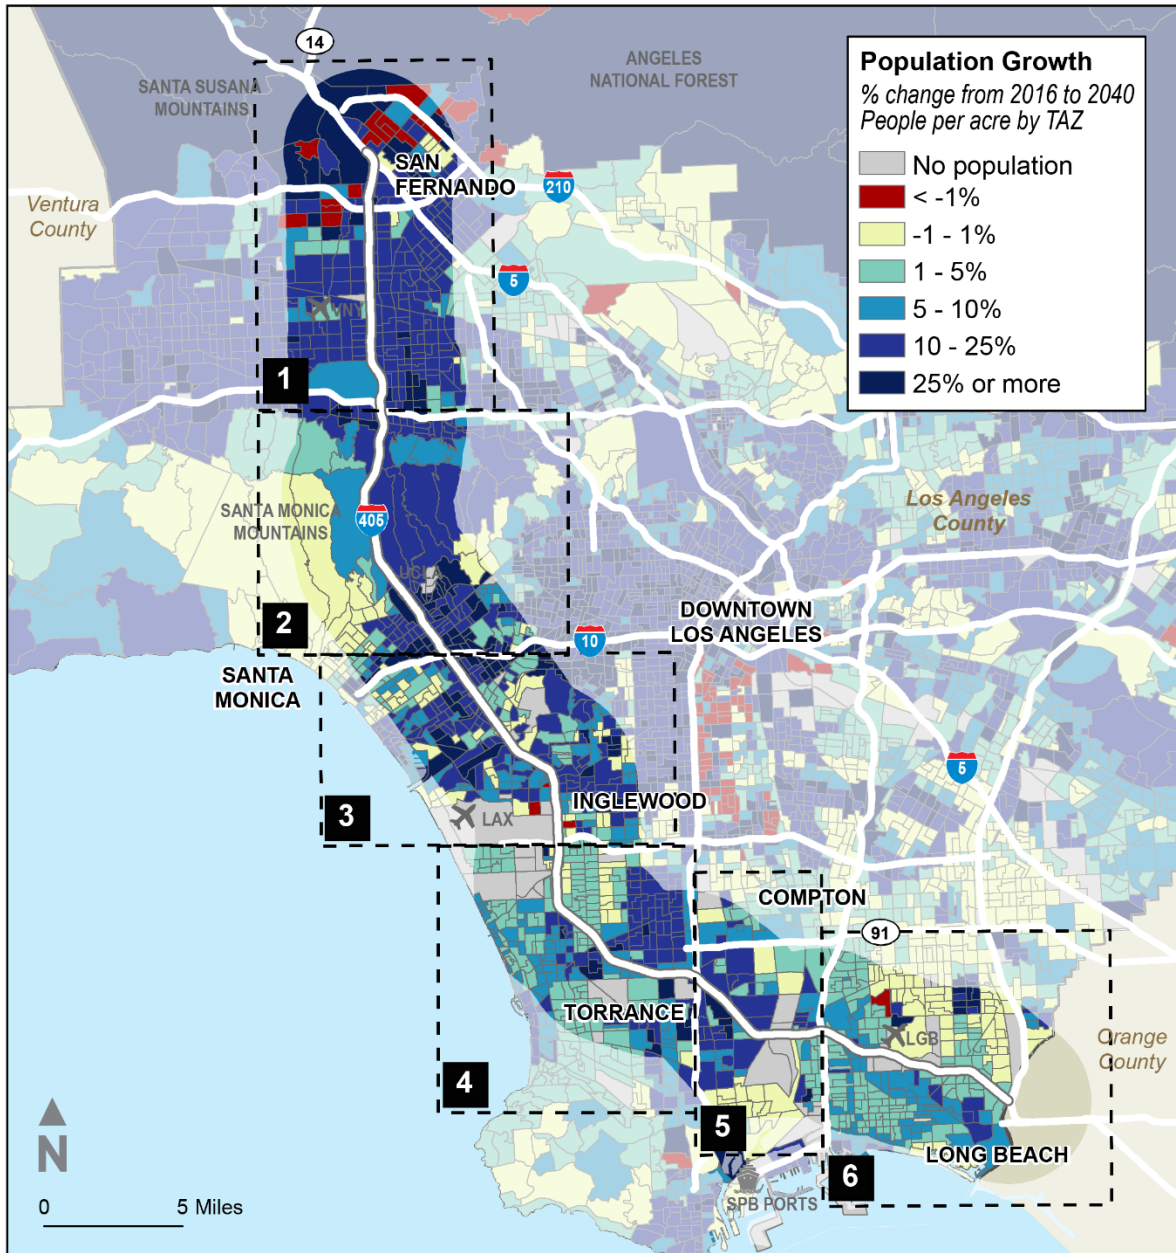 14
SANTA SUSANA
MOUNTAINS
ANGELES
NATIONAL FOREST
Population Growth
% change from 2016 to 2040
People per acre by TAZ
No population
< -1%
-1 - 1%
1 - 5%
5 - 10%
10 - 25%
25% or more
SAN
FERNANDO
210
Ventura
County
5
VNY
1
SANTA MONICA
MOUNTAINS
405
Los Angeles
County
UCLA
2
10
DOWNTOWN
LOS ANGELES
SANTA
MONICA
5
3
LAX
INGLEWOOD
COMPTON
91
TORRANCE
LGB
Orange
County
4
5
6
LONG BEACH
SPB PORTS
N
0 5 Miles